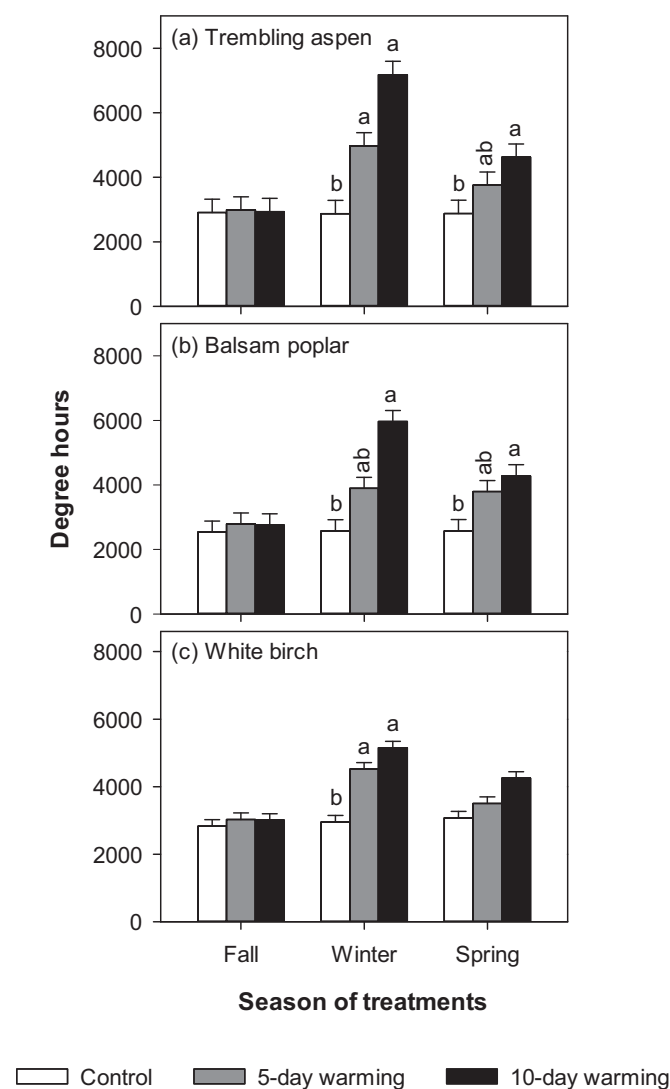 (a) Trembling aspen
8000
6000
4000
2000
0
a
a
b
a
ab
b
(b) Balsam poplar
8000
6000
4000
2000
0
a
ab
b
a
ab
b
(c) White birch
8000
6000
4000
2000
0
a
a
b
Degree hours
Fall Winter Spring
Season of treatments
Control 5-day warming 10-day warming